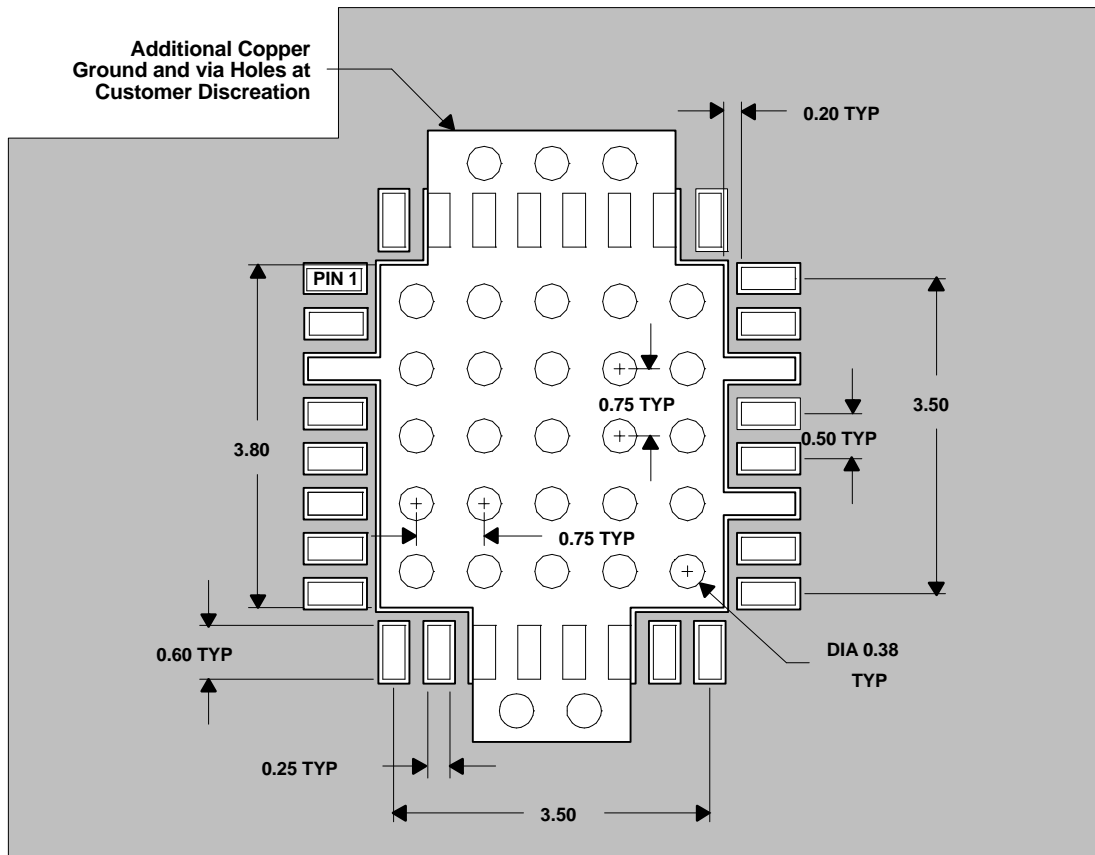 Additional Copper
Ground and via Holes at
Customer Discreation
0.20 TYP
PIN 1
0.75 TYP
3.50
0.50 TYP
3.80
0.75 TYP
0.60 TYP
DIA 0.38
TYP
0.25 TYP
3.50